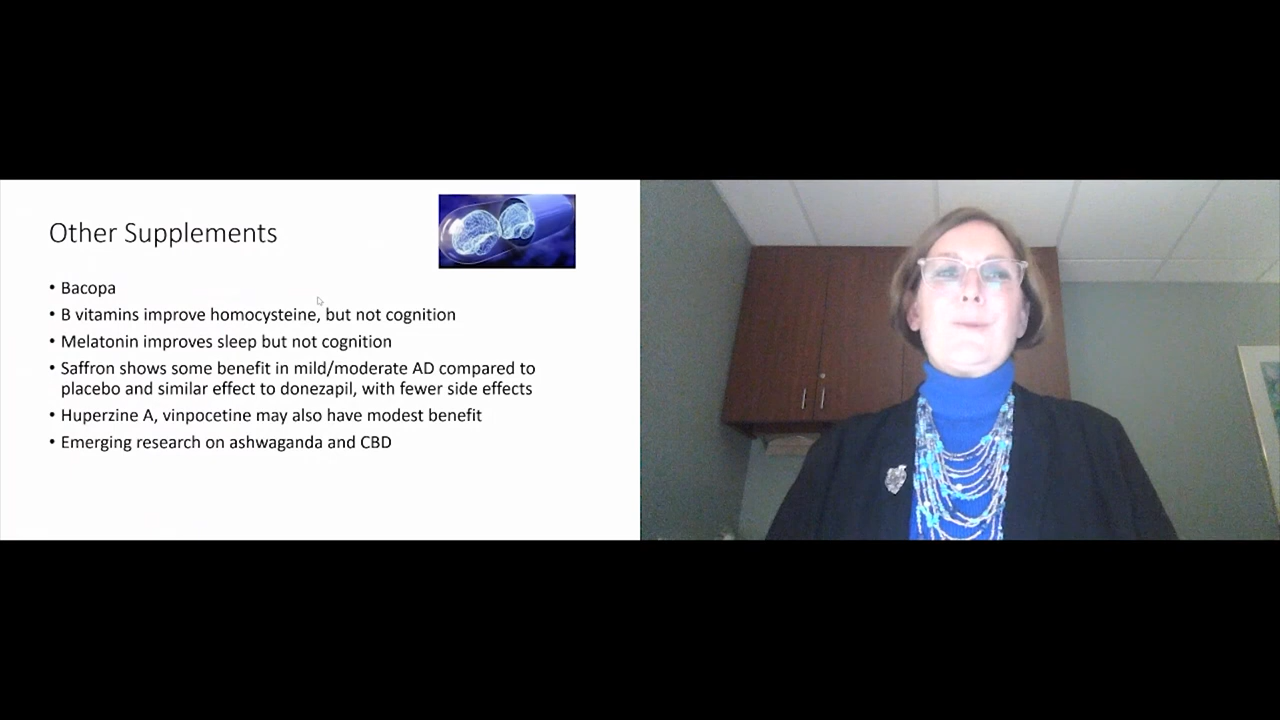 Other Supplements
• Bacopa
• B vitamins improve homocysteine, but not cognition
• Melatonin improves sleep but not cognition
• Saffron shows some benefit in mild/moderate AD compared to
placebo and similar effect to donezapil, with fewer side effects
• Huperzine A, vinpocetine may also have modest benefit
• Emerging research on ashwaganda and CBD